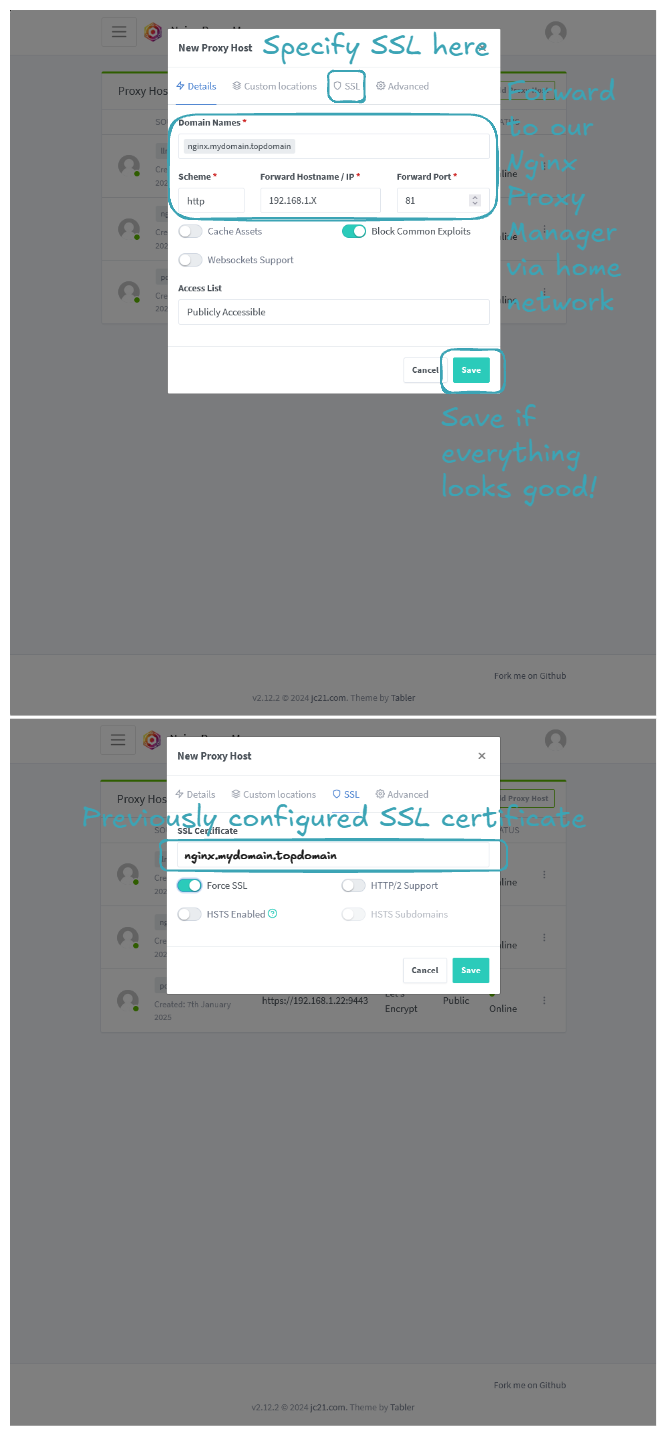 New Proxy Host
Specify SSL here
Details
Custom locations
SSL
Advanced
Proxy Hos
Forward
to our
Nginx
Proxy
Manager
via home
network
Domain Names *
nginx.mydomain.topdomain
Scheme *
Forward Hostname / IP *
Forward Port *
http
192.168.1.X
81
Cache Assets
Block Common Exploits
Websockets Support
Access List
Publicly Accessible
Cancel
Save
Save if
everything
looks good!
Fork me on Github
v2.12.2 © 2024 jc21.com. Theme by Tabler
New Proxy Host
Details
Custom locations
SSL
Advanced
Proxy Hos
d Proxy Host
Previously configured SSL certificate
SSL Certificate
nginx.mydomain.topdomain
Force SSL
HTTP/2 Support
HSTS Enabled
HSTS Subdomains
Cancel
Save
Created: 7th January
2025
https://192.168.1.22:9443
Encrypt
Public
Online
Fork me on Github
v2.12.2 © 2024 jc21.com. Theme by Tabler